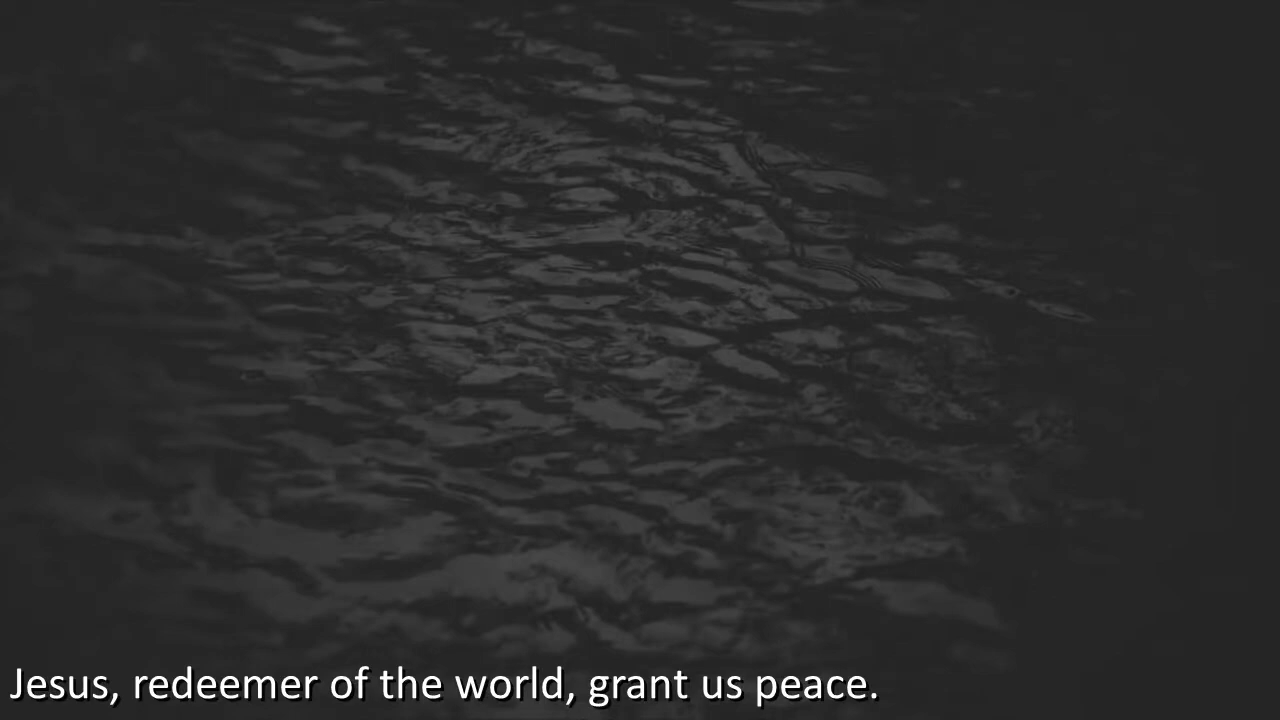 Jesus, redeemer of the world, grant us peace.